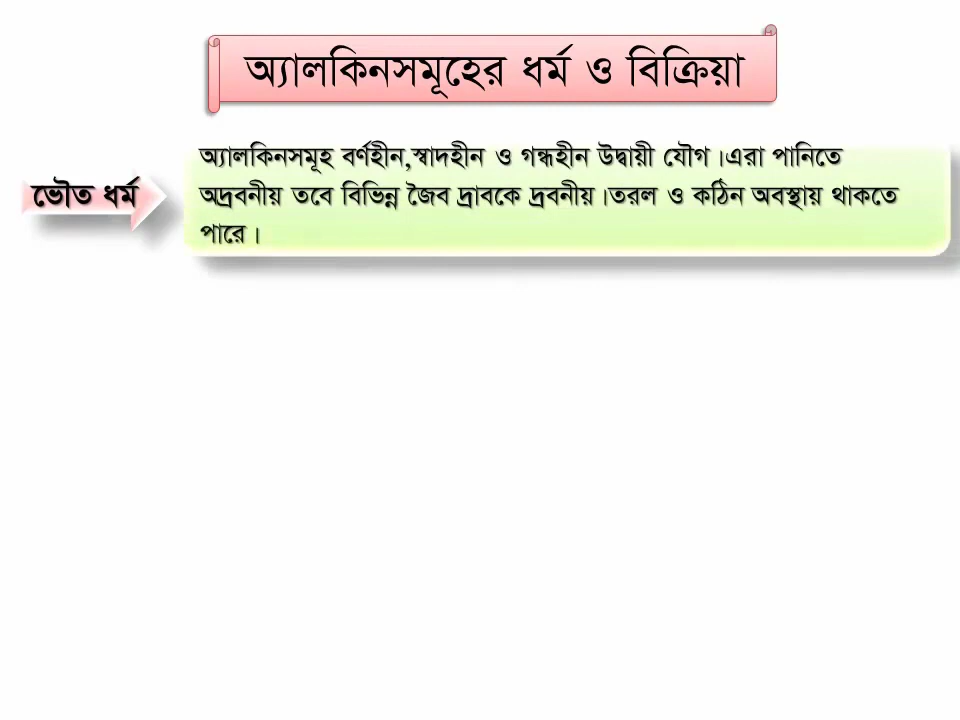 অ্যালকিনসমূহের ধর্ম ও বিক্রিয়া
ভৌত ধর্ম
অ্যালকিনসমূহ বর্ণহীন,স্বাদহীন ও গন্ধহীন উদ্বায়ী যৌগ।এরা পানিতে
অদ্রবনীয় তবে বিভিন্ন জৈব দ্রাবকে দ্রবনীয়।তরল ও কঠিন অবস্থায় থাকতে
পারে।